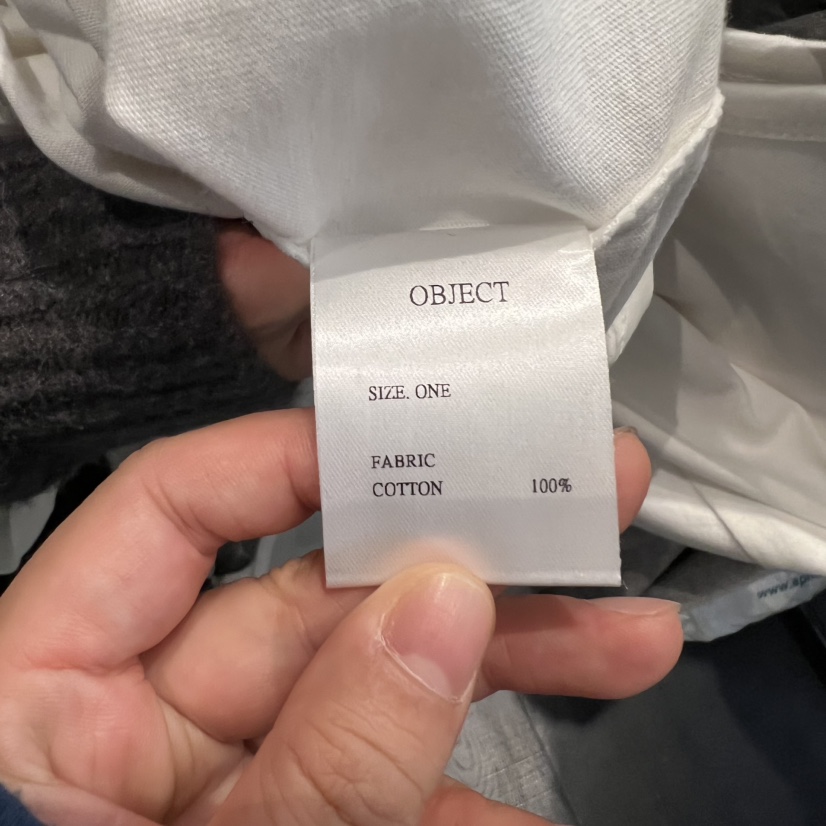 OBJECT
SIZE. ONE
FABRIC
COTTON 100%